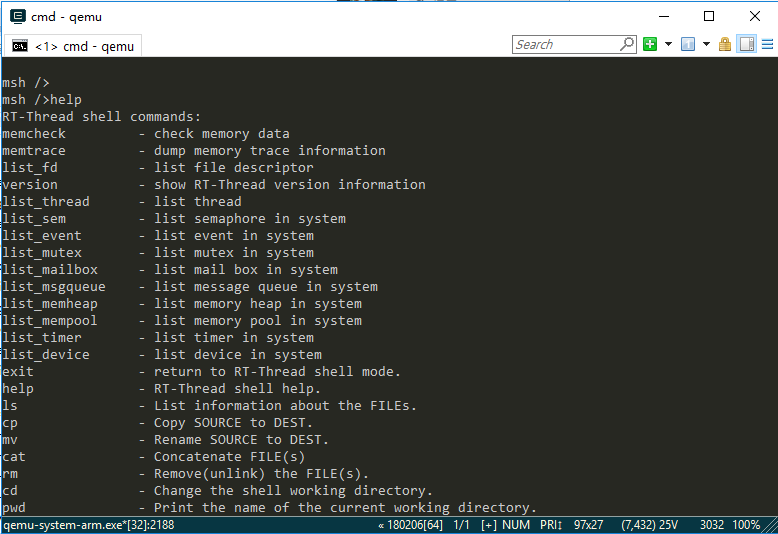 cmd - qemu
<1> cmd - qemu
Search
msh />
msh />help
RT-Thread shell commands:
memcheck - check memory data
memtrace - dump memory trace information
list_fd - list file descriptor
version - show RT-Thread version information
list_thread - list thread
list_sem - list semaphore in system
list_event - list event in system
list_mutex - list mutex in system
list_mailbox - list mail box in system
list_msgqueue - list message queue in system
list_memheap - list memory heap in system
list_mempool - list memory pool in system
list_timer - list timer in system
list_device - list device in system
exit - return to RT-Thread shell mode.
help - RT-Thread shell help.
ls - List information about the FILEs.
cp - Copy SOURCE to DEST.
mv - Rename SOURCE to DEST.
cat - Concatenate FILE(s)
rm - Remove(unlink) the FILE(s).
cd - Change the shell working directory.
pwd - Print the name of the current working directory.
qemu-system-arm.exe*[32]:2188 « 180206[64] 1/1 [+] NUM PRI↕ 97x27 (7,432) 25V 3032 100%